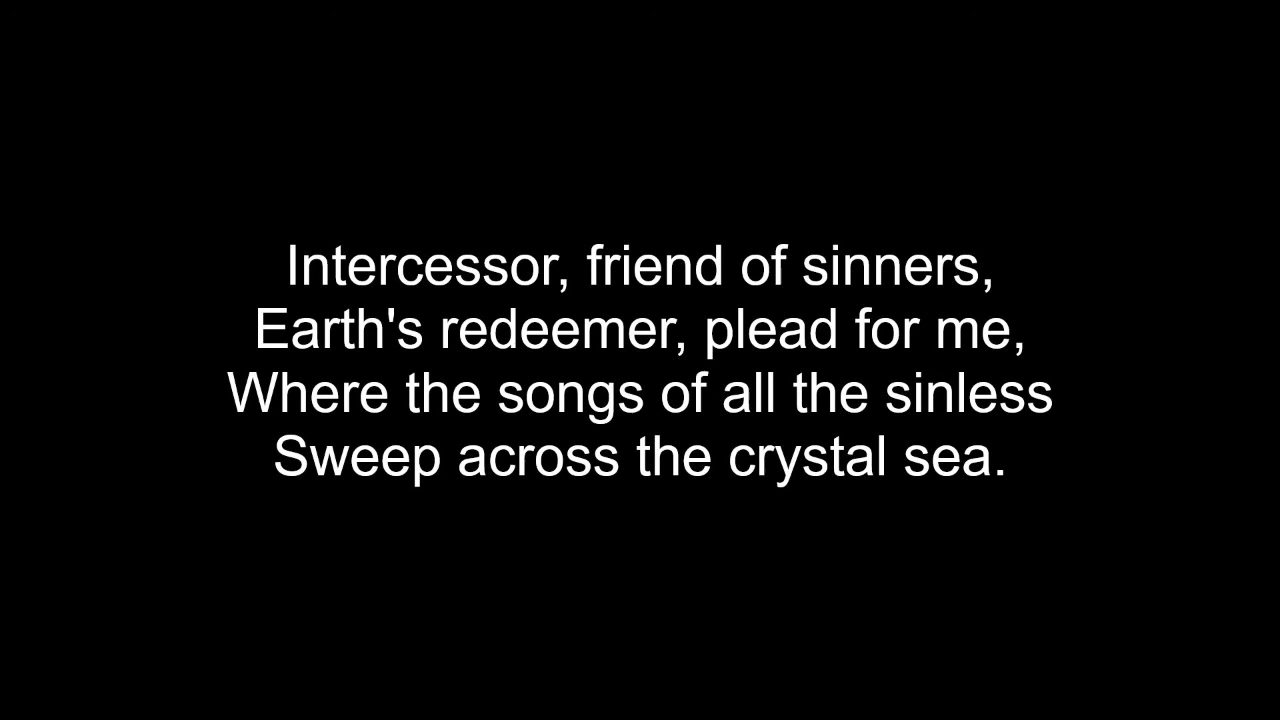 Intercessor, friend of sinners,
Earth's redeemer, plead for me,
Where the songs of all the sinless
Sweep across the crystal sea.